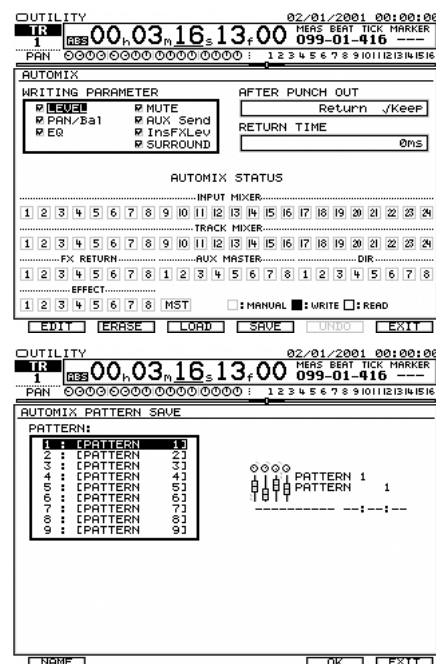 UTILITY 02/01/2001 00:00:06
TR 1 ABS 00h03m16s13f00 MEAS BEAT TICK MARKER
099-01-416 ---
PAN 1 2 3 4 5 6 7 8 9 10 11 12 13 14 15 16
AUTOMIX
WRITING PARAMETER AFTER PUNCH OUT
LEVEL MUTE Return ✓Keep
PAN/Bal AUX Send RETURN TIME
EQ InsFXLev 0ms
SURROUND
AUTOMIX STATUS
INPUT MIXER
1 2 3 4 5 6 7 8 9 10 11 12 13 14 15 16 17 18 19 20 21 22 23 24
TRACK MIXER
1 2 3 4 5 6 7 8 9 10 11 12 13 14 15 16 17 18 19 20 21 22 23 24
FX RETURN AUX MASTER DIR
1 2 3 4 5 6 7 8 1 2 3 4 5 6 7 8 1 2 3 4 5 6 7 8
EFFECT
1 2 3 4 5 6 7 8 MST : MANUAL : WRITE : READ
EDIT ERASE LOAD SAVE UNDO EXIT
UTILITY 02/01/2001 00:00:06
TR 1 ABS 00h03m16s13f00 MEAS BEAT TICK MARKER
099-01-416 ---
PAN 1 2 3 4 5 6 7 8 9 10 11 12 13 14 15 16
AUTOMIX PATTERN SAVE
PATTERN:
1 : [PATTERN 1]
2 : [PATTERN 2]
3 : [PATTERN 3]
4 : [PATTERN 4]
5 : [PATTERN 5]
6 : [PATTERN 6]
7 : [PATTERN 7]
8 : [PATTERN 8]
9 : [PATTERN 9]
PATTERN 1
PATTERN 1
---------- --:--:--
NAME OK EXIT